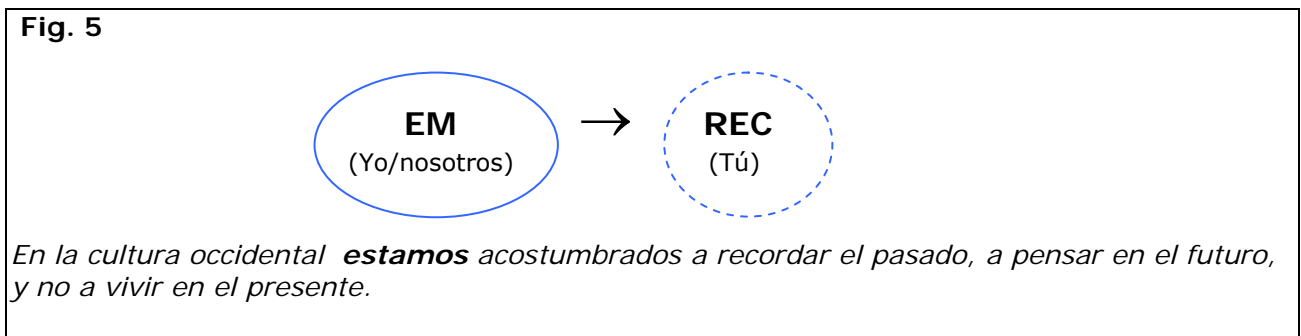 Fig. 5
EM → REC
(Yo/nosotros) (Tú)
En la cultura occidental estamos acostumbrados a recordar el pasado, a pensar en el futuro,
y no a vivir en el presente.